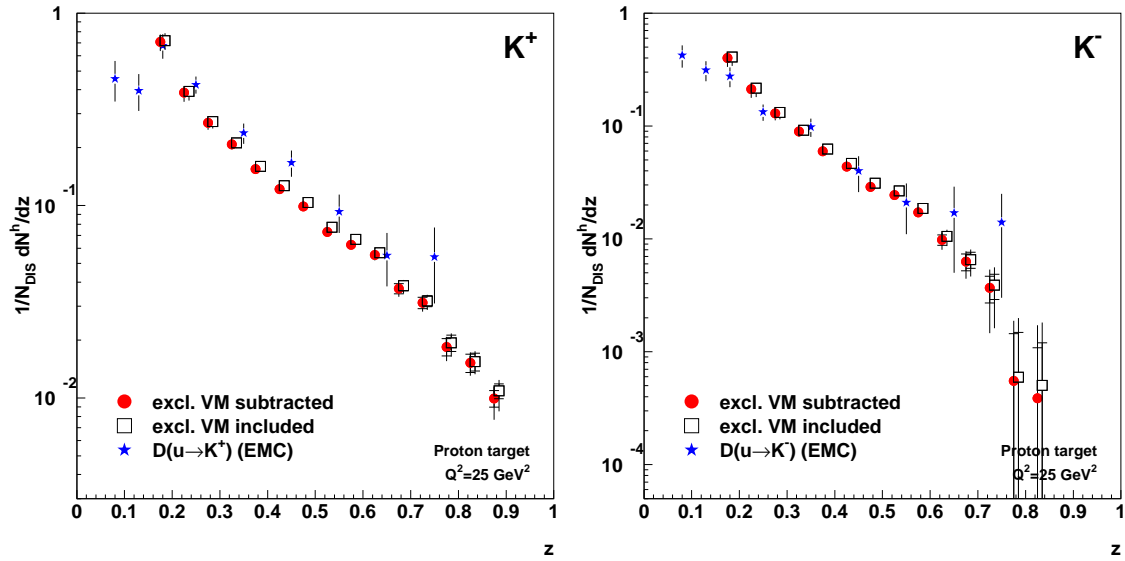 K⁺
1/N_DIS dN^h/dz
1
10⁻¹
10⁻²
excl. VM subtracted
excl. VM included
D(u→K⁺) (EMC)
Proton target
Q²=25 GeV²
0 0.1 0.2 0.3 0.4 0.5 0.6 0.7 0.8 0.9 1
z
K⁻
1/N_DIS dN^h/dz
1
10⁻¹
10⁻²
10⁻³
10⁻⁴
excl. VM subtracted
excl. VM included
D(u→K⁻) (EMC)
Proton target
Q²=25 GeV²
0 0.1 0.2 0.3 0.4 0.5 0.6 0.7 0.8 0.9 1
z